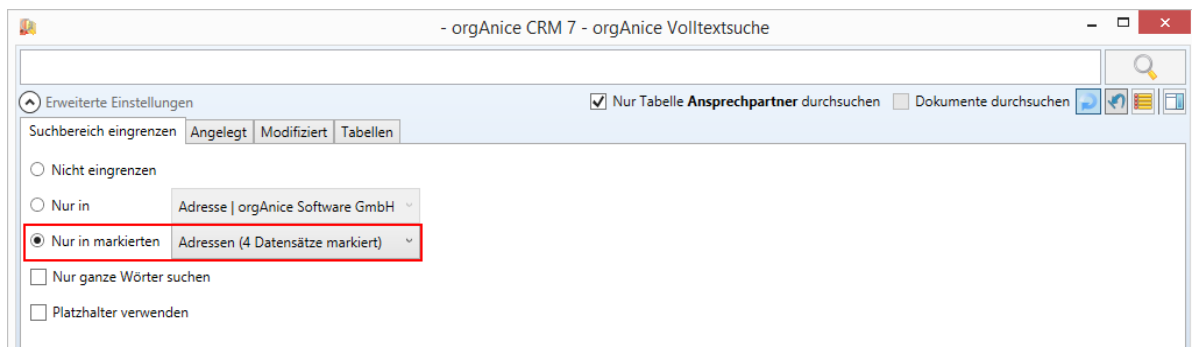 - orgAnice CRM 7 - orgAnice Volltextsuche
Erweiterte Einstellungen
Nur Tabelle Ansprechpartner durchsuchen
Dokumente durchsuchen
Suchbereich eingrenzen Angelegt Modifiziert Tabellen
Nicht eingrenzen
Nur in Adresse | orgAnice Software GmbH
Nur in markierten Adressen (4 Datensätze markiert)
Nur ganze Wörter suchen
Platzhalter verwenden